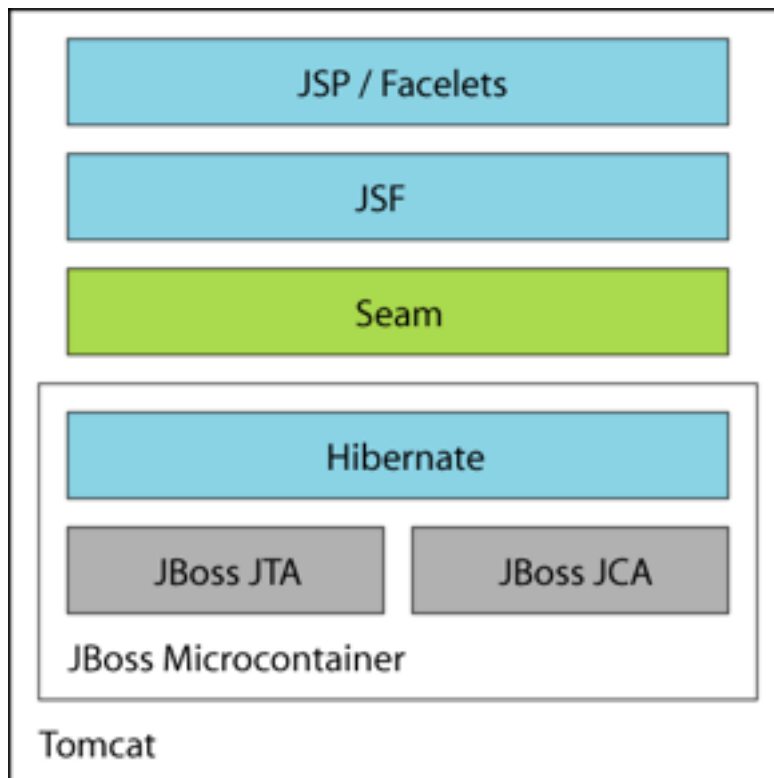 JSP / Facelets
JSF
Seam
Hibernate
JBoss JTA
JBoss JCA
JBoss Microcontainer
Tomcat